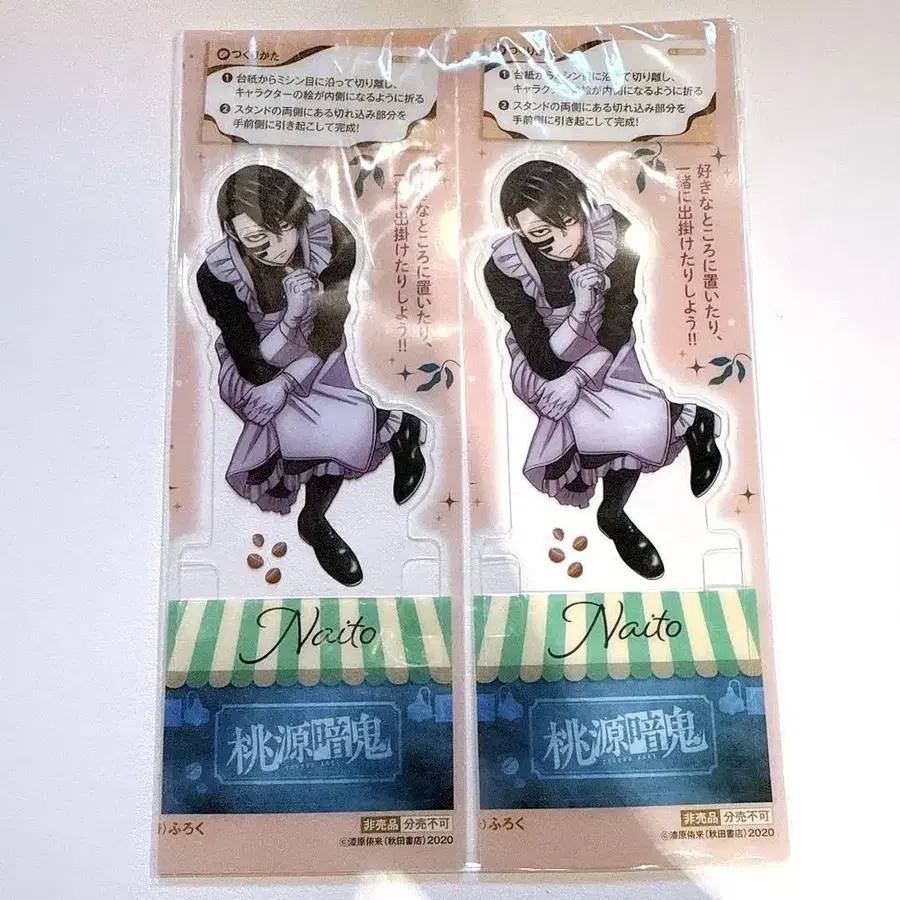 つくりかた
1 台紙からミシン目に沿って切り離し、
キャラクターの絵が内側になるように折る
2 スタンドの両側にある切れ込み部分を
手前側に引き起こして完成!
なところに置いたり、
緒に出掛けたりしよう!!
Naito
桃源暗鬼
TOUGEN ANKI
ふろく
非売品 分売不可
©漆原侑来(秋田書店)2020
つくりかた
1 台紙からミシン目に沿って切り離し、
キャラクターの絵が内側になるように折る
2 スタンドの両側にある切れ込み部分を
手前側に引き起こして完成!
好きなところに置いたり、
一緒に出掛けたりしよう!!
Naito
桃源暗鬼
TOUGEN ANKI
ふろく
非売品 分売不可
©漆原侑来(秋田書店)2020